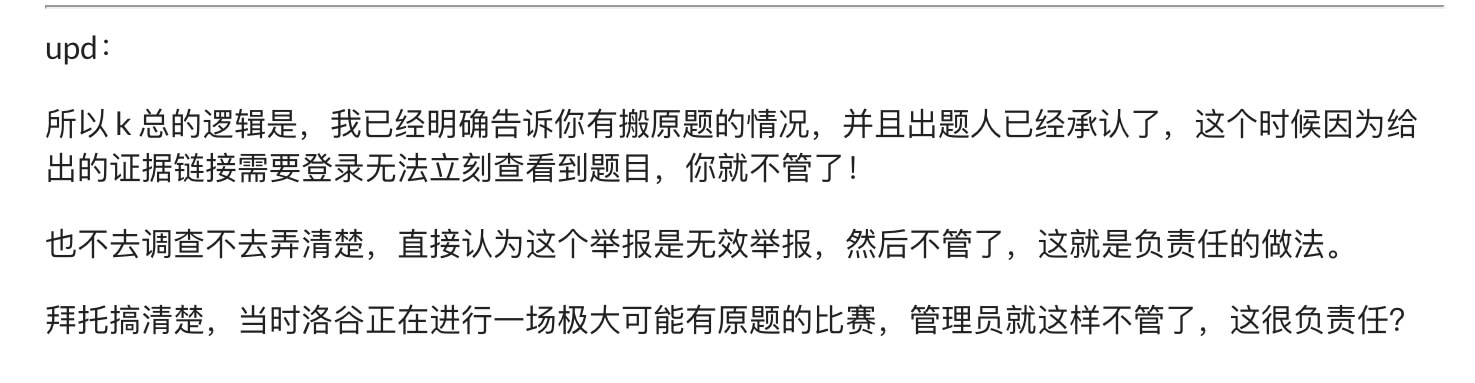 upd：
所以 k 总的逻辑是，我已经明确告诉你有搬原题的情况，并且出题人已经承认了，这个时候因为给
出的证据链接需要登录无法立刻查看到题目，你就不管了！
也不去调查不去弄清楚，直接认为这个举报是无效举报，然后不管了，这就是负责任的做法。
拜托搞清楚，当时洛谷正在进行一场极大可能有原题的比赛，管理员就这样不管了，这很负责任？